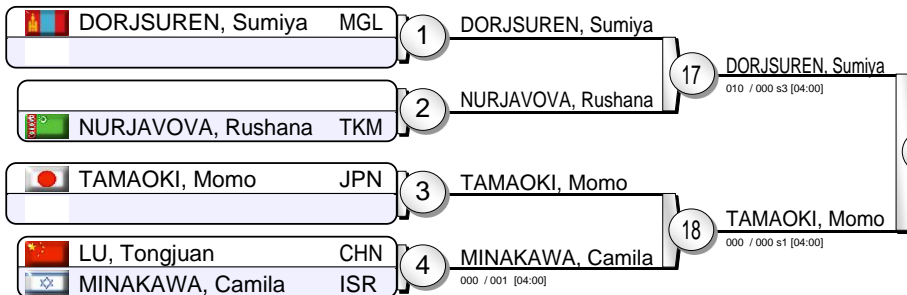 DORJSUREN, Sumiya MGL
1
DORJSUREN, Sumiya
17
DORJSUREN, Sumiya
010 / 000 s3 [04:00]
NURJAVOVA, Rushana TKM
2
NURJAVOVA, Rushana
TAMAOKI, Momo JPN
3
TAMAOKI, Momo
18
TAMAOKI, Momo
000 / 000 s1 [04:00]
LU, Tongjuan CHN
MINAKAWA, Camila ISR
4
MINAKAWA, Camila
000 / 001 [04:00]